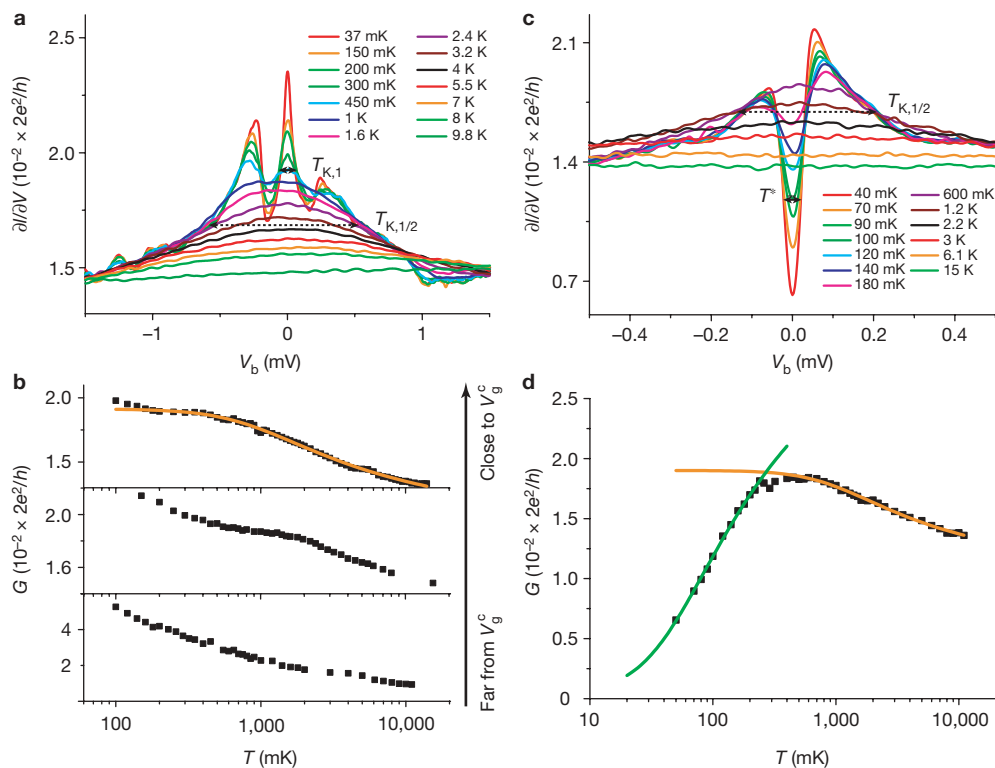 a
2.5
2.0
1.5
∂I/∂V (10⁻² × 2e²/h)
37 mK
150 mK
200 mK
300 mK
450 mK
1 K
1.6 K
2.4 K
3.2 K
4 K
5.5 K
7 K
8 K
9.8 K
T_K,1
T_K,1/2
−1
0
1
V_b (mV)
c
2.1
1.4
0.7
∂I/∂V (10⁻² × 2e²/h)
T_K,1/2
T*
40 mK
70 mK
90 mK
100 mK
120 mK
140 mK
180 mK
600 mK
1.2 K
2.2 K
3 K
6.1 K
15 K
−0.4
−0.2
0.0
0.2
0.4
V_b (mV)
b
2.0
1.5
2.0
1.6
4
2
G (10⁻² × 2e²/h)
100
1,000
10,000
T (mK)
Close to V_g^c
Far from V_g^c
d
2.5
2.0
1.5
1.0
0.5
0
G (10⁻² × 2e²/h)
10
100
1,000
10,000
T (mK)